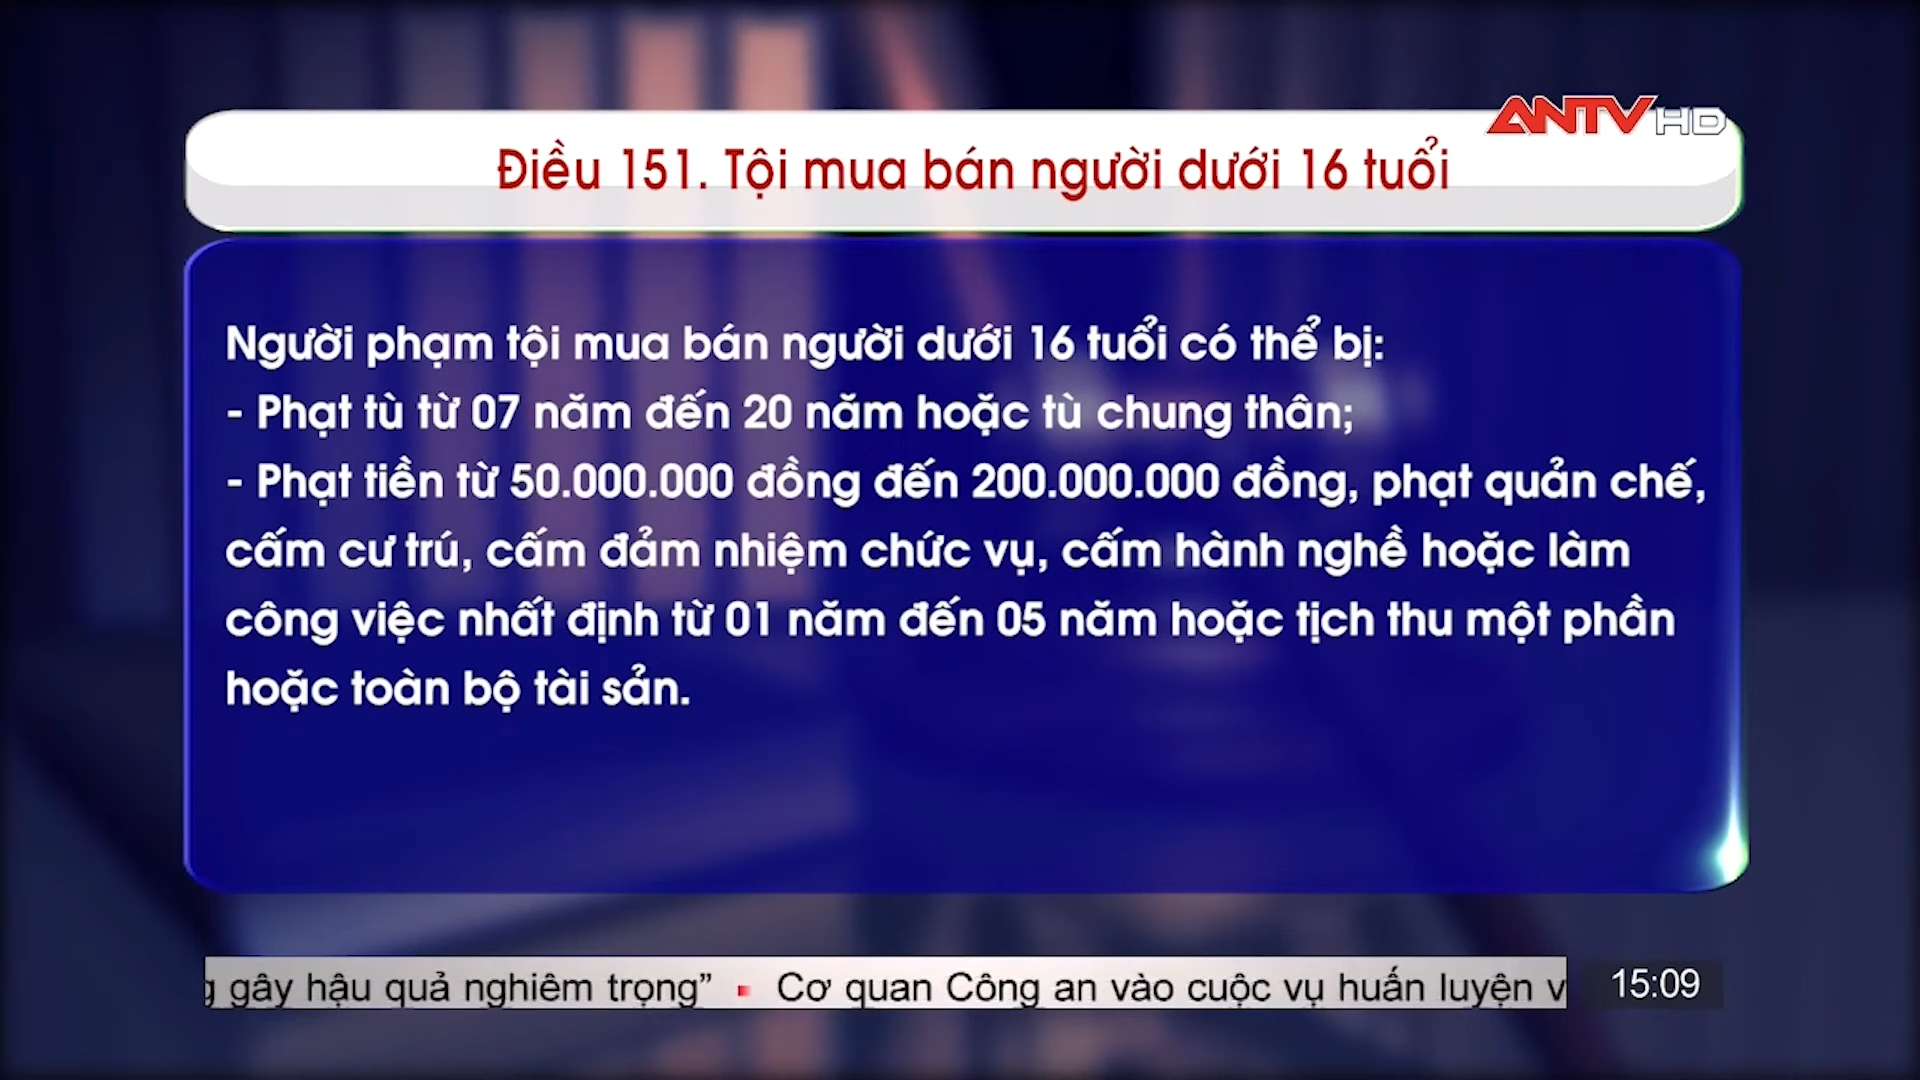 ANTV HD
Điều 151. Tội mua bán người dưới 16 tuổi
Người phạm tội mua bán người dưới 16 tuổi có thể bị:
- Phạt tù từ 07 năm đến 20 năm hoặc tù chung thân;
- Phạt tiền từ 50.000.000 đồng đến 200.000.000 đồng, phạt quản chế,
cấm cư trú, cấm đảm nhiệm chức vụ, cấm hành nghề hoặc làm
công việc nhất định từ 01 năm đến 05 năm hoặc tịch thu một phần
hoặc toàn bộ tài sản.
g gây hậu quả nghiêm trọng” ▪ Cơ quan Công an vào cuộc vụ huấn luyện v
15:09